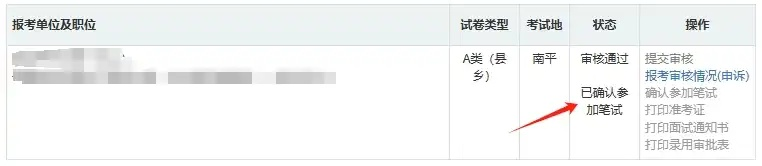 报考单位及职位 试卷类型 考试地 状态 操作
A类（县 南平 审核通过 提交审核
乡） 报考审核情况(申诉)
已确认参 确认参加笔试
加笔试 打印准考证
打印面试通知书
打印录用审批表